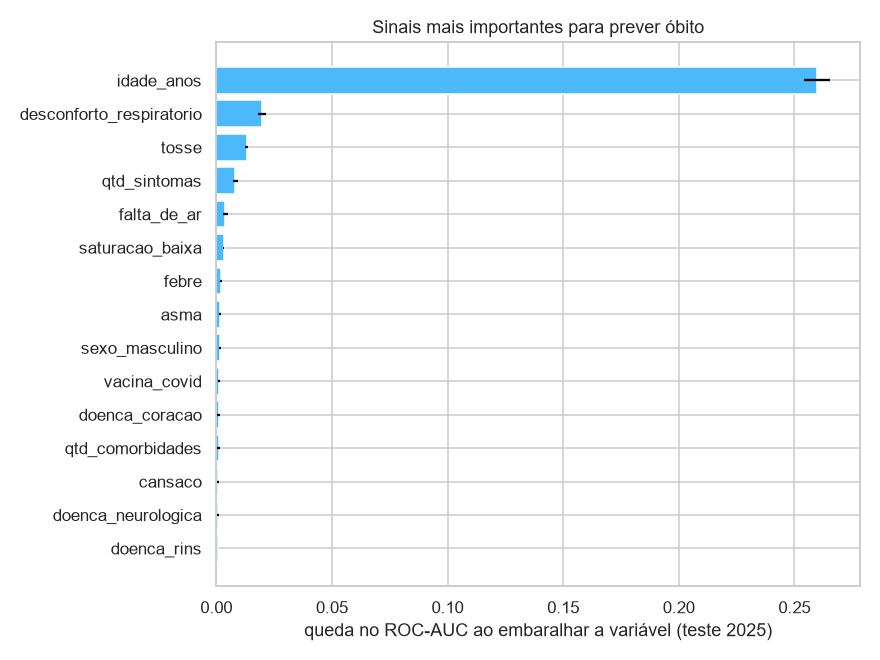 Sinais mais importantes para prever óbito
idade_anos
desconforto_respiratorio
tosse
qtd_sintomas
falta_de_ar
saturacao_baixa
febre
asma
sexo_masculino
vacina_covid
doenca_coracao
qtd_comorbidades
cansaco
doenca_neurologica
doenca_rins
0.00 0.05 0.10 0.15 0.20 0.25
queda no ROC-AUC ao embaralhar a variável (teste 2025)